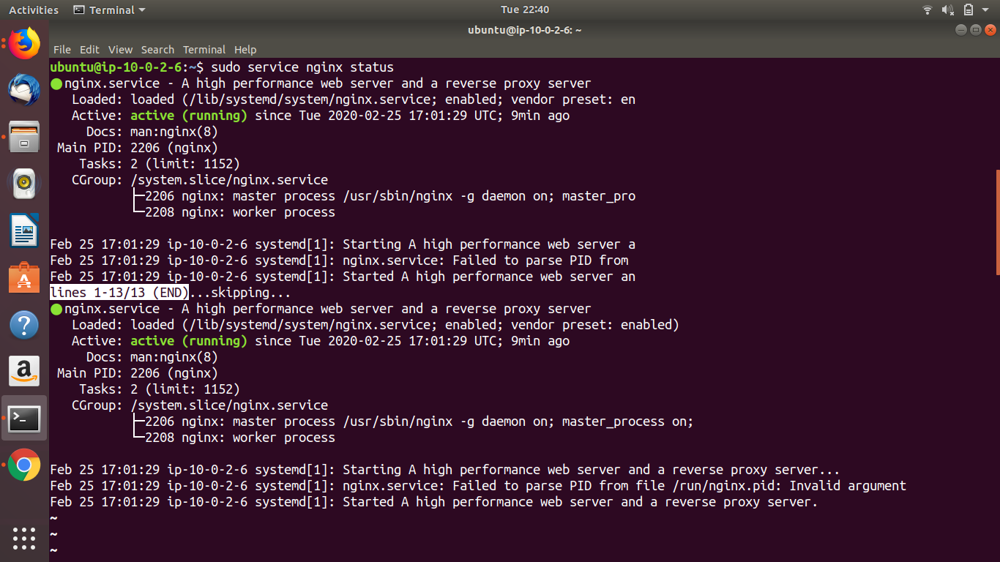 Activities Terminal Tue 22:40
ubuntu@ip-10-0-2-6: ~
File Edit View Search Terminal Help
ubuntu@ip-10-0-2-6:~$ sudo service nginx status
● nginx.service - A high performance web server and a reverse proxy server
   Loaded: loaded (/lib/systemd/system/nginx.service; enabled; vendor preset: en
   Active: active (running) since Tue 2020-02-25 17:01:29 UTC; 9min ago
     Docs: man:nginx(8)
 Main PID: 2206 (nginx)
    Tasks: 2 (limit: 1152)
   CGroup: /system.slice/nginx.service
           ├─2206 nginx: master process /usr/sbin/nginx -g daemon on; master_pro
           └─2208 nginx: worker process
Feb 25 17:01:29 ip-10-0-2-6 systemd[1]: Starting A high performance web server a
Feb 25 17:01:29 ip-10-0-2-6 systemd[1]: nginx.service: Failed to parse PID from
Feb 25 17:01:29 ip-10-0-2-6 systemd[1]: Started A high performance web server an
lines 1-13/13 (END)...skipping...
● nginx.service - A high performance web server and a reverse proxy server
   Loaded: loaded (/lib/systemd/system/nginx.service; enabled; vendor preset: enabled)
   Active: active (running) since Tue 2020-02-25 17:01:29 UTC; 9min ago
     Docs: man:nginx(8)
 Main PID: 2206 (nginx)
    Tasks: 2 (limit: 1152)
   CGroup: /system.slice/nginx.service
           ├─2206 nginx: master process /usr/sbin/nginx -g daemon on; master_process on;
           └─2208 nginx: worker process
Feb 25 17:01:29 ip-10-0-2-6 systemd[1]: Starting A high performance web server and a reverse proxy server...
Feb 25 17:01:29 ip-10-0-2-6 systemd[1]: nginx.service: Failed to parse PID from file /run/nginx.pid: Invalid argument
Feb 25 17:01:29 ip-10-0-2-6 systemd[1]: Started A high performance web server and a reverse proxy server.
~
~
~